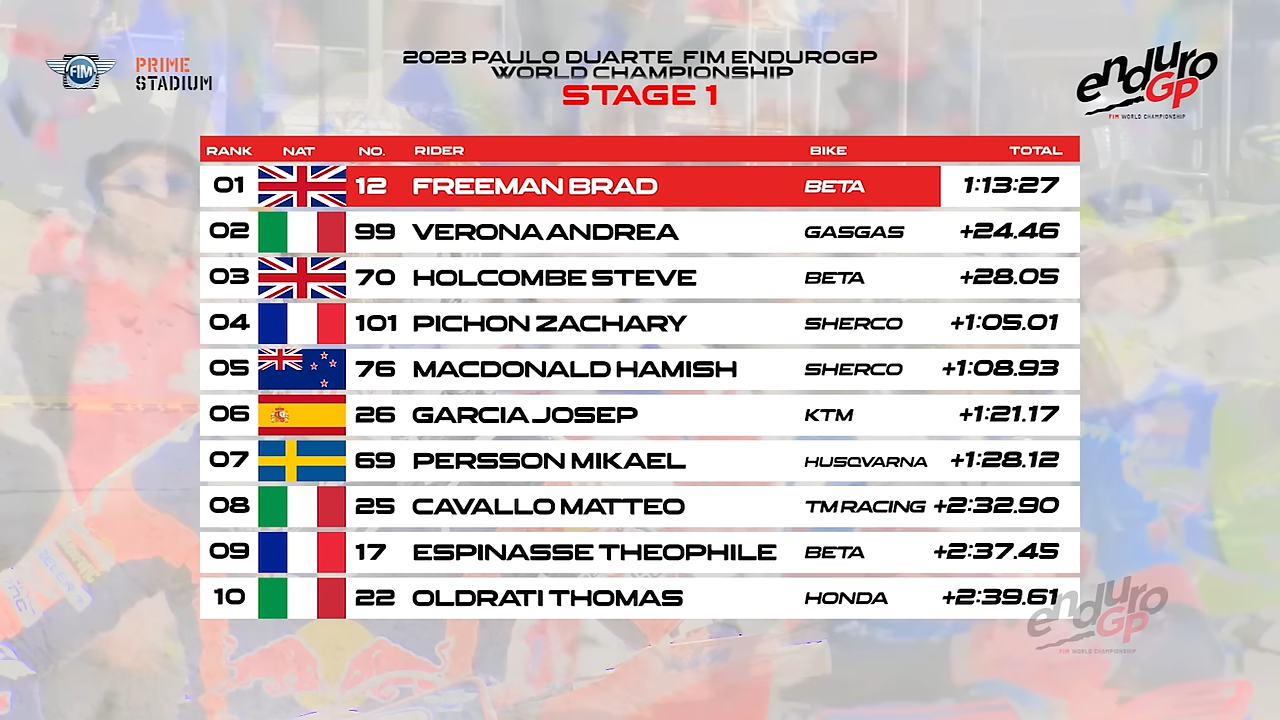 FIM
PRIME
STADIUM
2023 PAULO DUARTE FIM ENDUROGP
WORLD CHAMPIONSHIP
STAGE 1
enduro
GP
FIM WORLD CHAMPIONSHIP
RANK NAT NO. RIDER BIKE TOTAL
01 12 FREEMAN BRAD BETA 1:13:27
02 99 VERONA ANDREA GASGAS +24.46
03 70 HOLCOMBE STEVE BETA +28.05
04 101 PICHON ZACHARY SHERCO +1:05.01
05 76 MACDONALD HAMISH SHERCO +1:08.93
06 26 GARCIA JOSEP KTM +1:21.17
07 69 PERSSON MIKAEL HUSQVARNA +1:28.12
08 25 CAVALLO MATTEO TM RACING +2:32.90
09 17 ESPINASSE THEOPHILE BETA +2:37.45
10 22 OLDRATI THOMAS HONDA +2:39.61
enduro
GP
FIM WORLD CHAMPIONSHIP